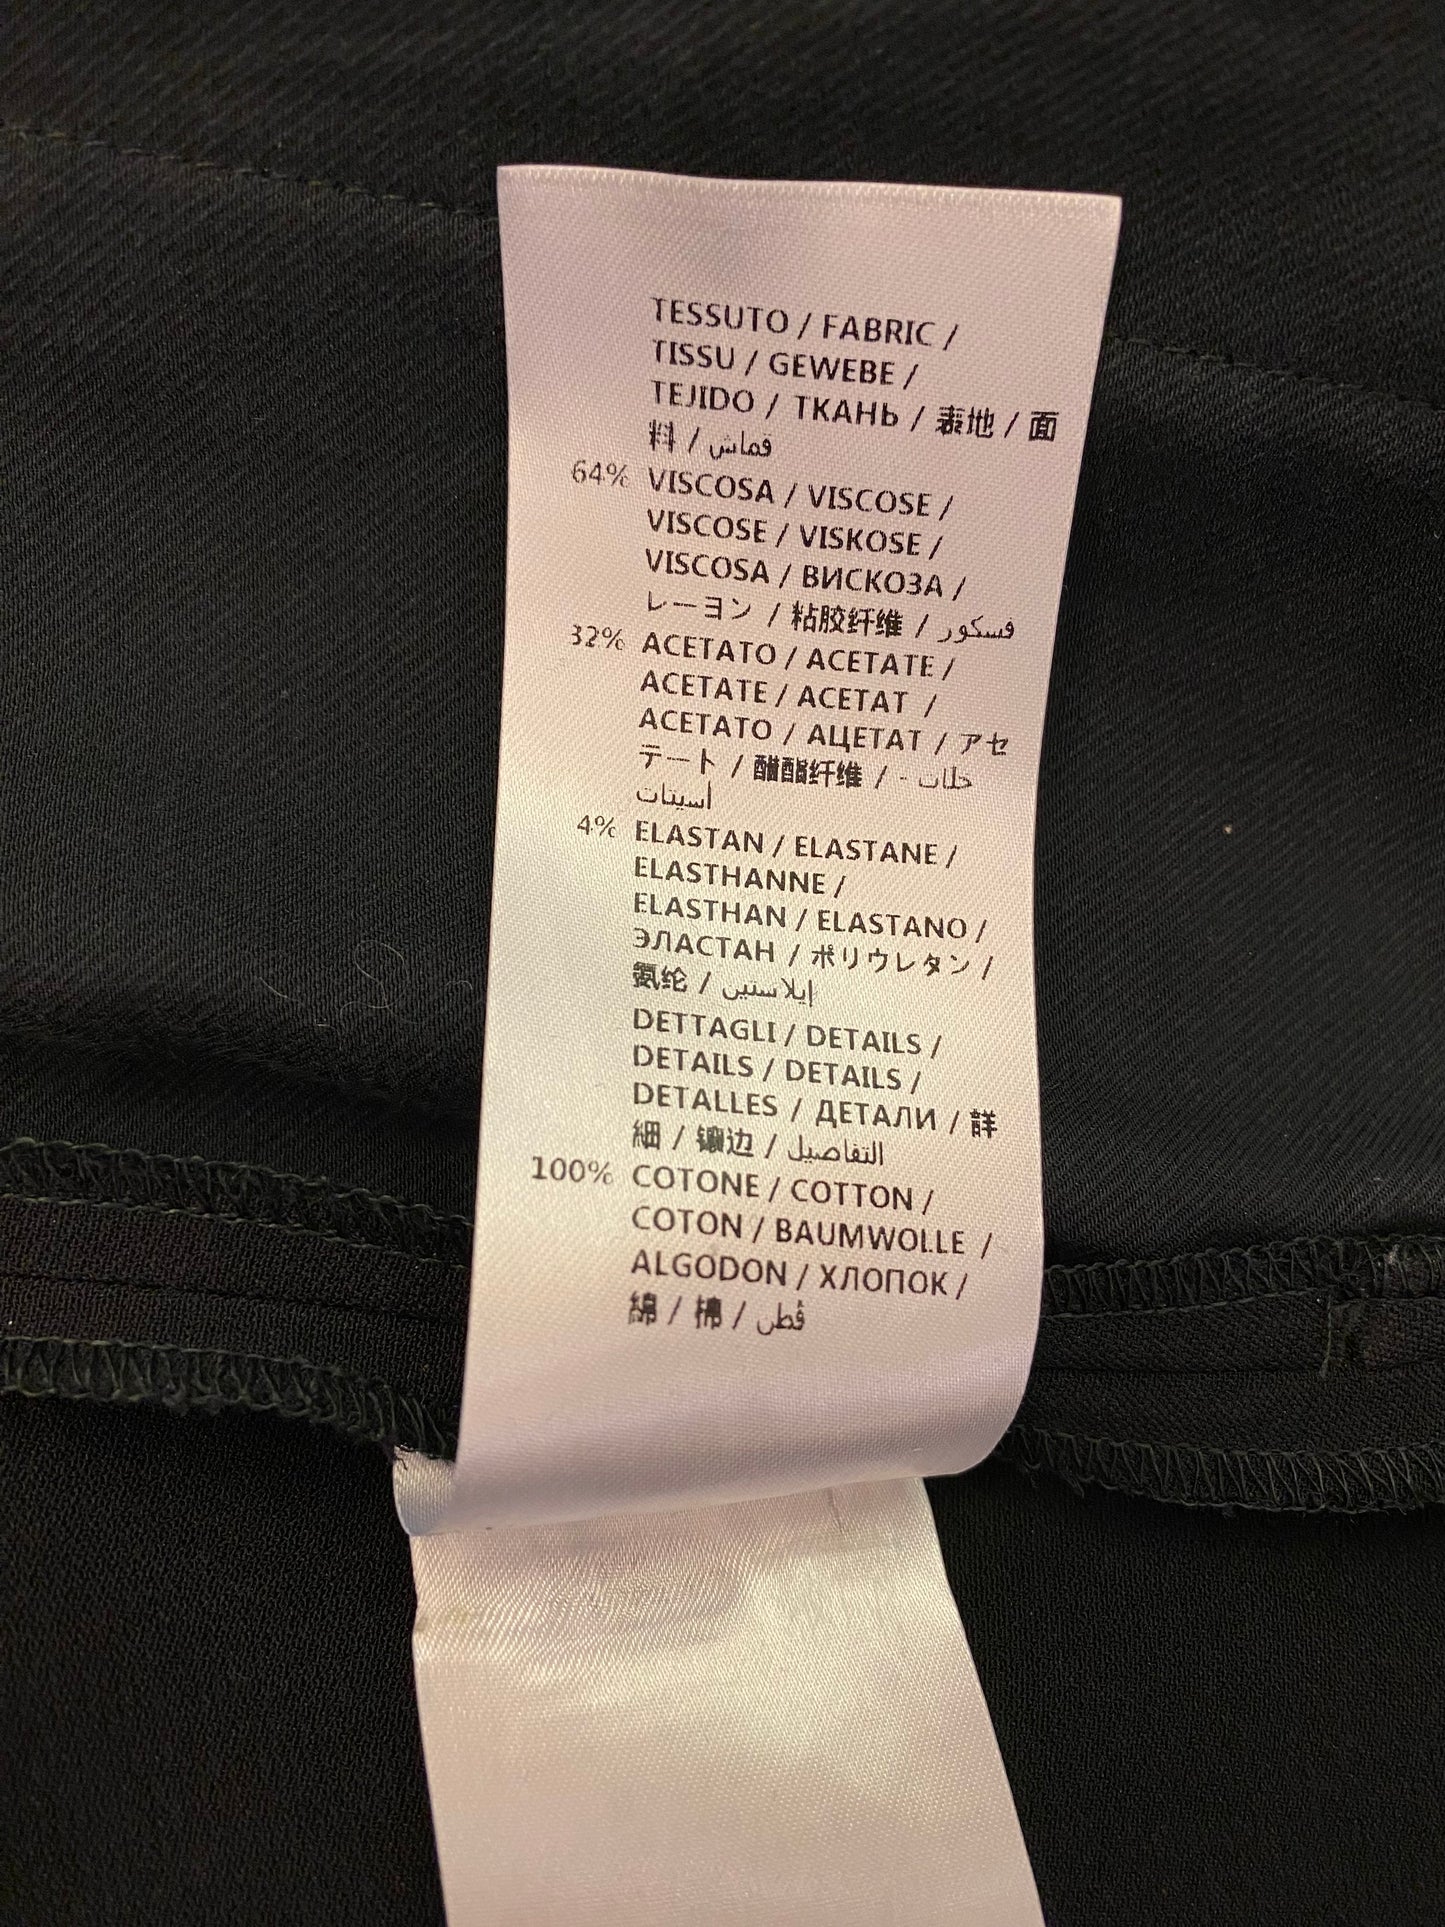 TESSUTO / FABRIC /
TISSU / GEWEBE /
TEJIDO / ТКАНЬ / 表地 / 面
料 / قماش
64% VISCOSA / VISCOSE /
VISCOSE / VISKOSE /
VISCOSA / ВИСКОЗА /
レーヨン / 粘胶纤维 / فسكور
32% ACETATO / ACETATE /
ACETATE / ACETAT /
ACETATO / АЦЕТАТ / アセ
テート / 醋酯纤维 / خلات -
أسيتات
4% ELASTAN / ELASTANE /
ELASTHANNE /
ELASTHAN / ELASTANO /
ЭЛАСТАН / ポリウレタン /
氨纶 / إيلاستين
DETTAGLI / DETAILS /
DETAILS / DETAILS /
DETALLES / ДЕТАЛИ / 詳
細 / 镶边 / التفاصيل
100% COTONE / COTTON /
COTON / BAUMWOLLE /
ALGODON / ХЛОПОК /
綿 / 棉 / قُطن